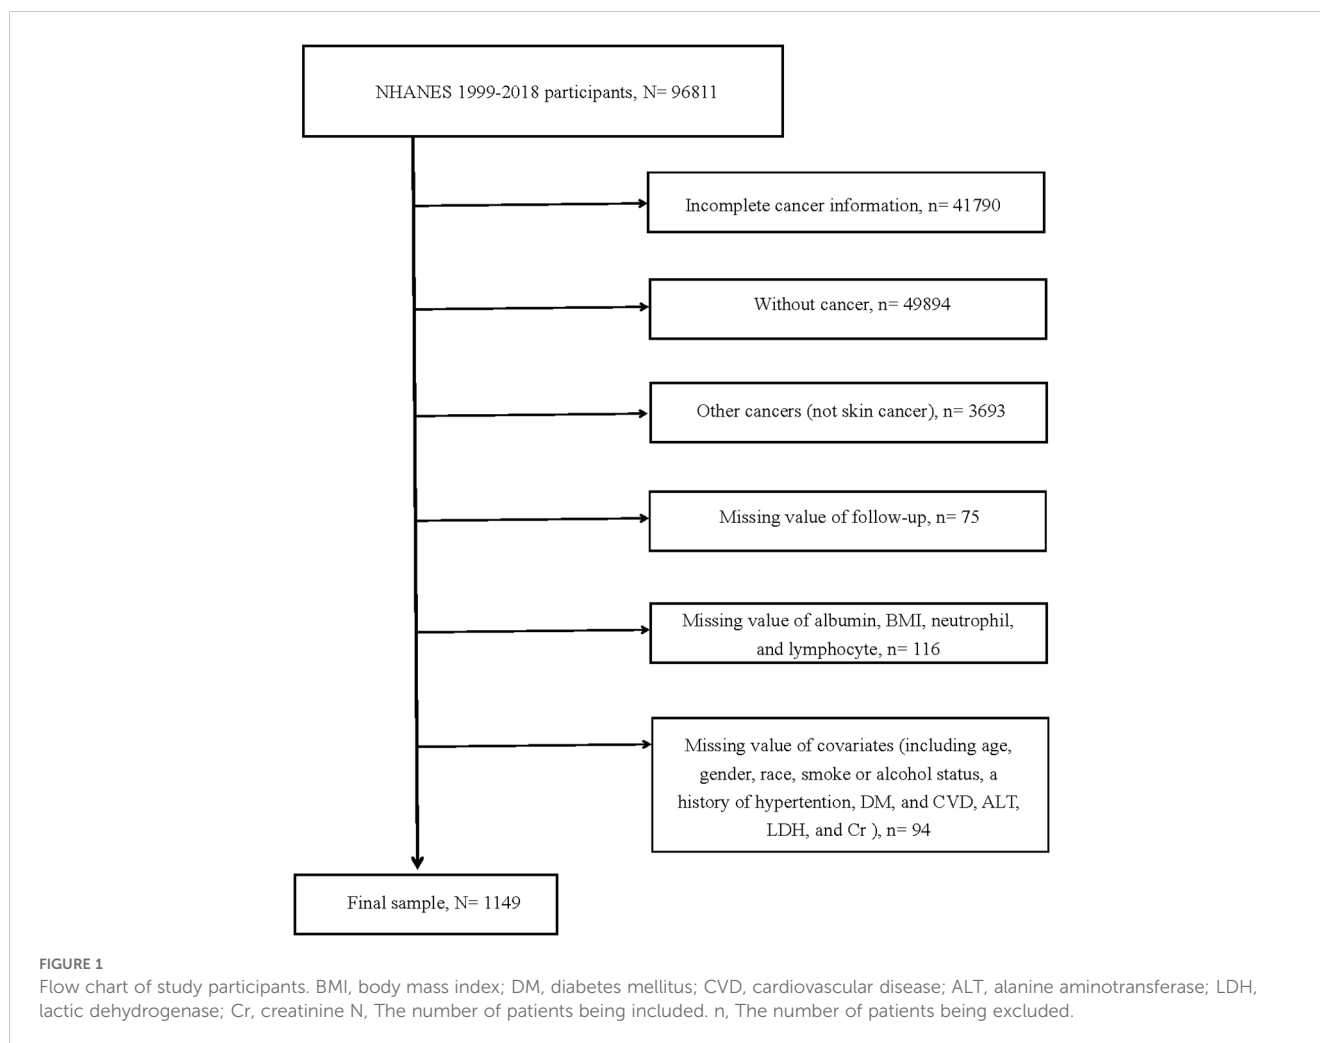 NHANES 1999-2018 participants, N= 96811
Incomplete cancer information, n= 41790
Without cancer, n= 49894
Other cancers (not skin cancer), n= 3693
Missing value of follow-up, n= 75
Missing value of albumin, BMI, neutrophil,
and lymphocyte, n= 116
Missing value of covariates (including age,
gender, race, smoke or alcohol status, a
history of hypertention, DM, and CVD, ALT,
LDH, and Cr ), n= 94
Final sample, N= 1149
FIGURE 1
Flow chart of study participants. BMI, body mass index; DM, diabetes mellitus; CVD, cardiovascular disease; ALT, alanine aminotransferase; LDH,
lactic dehydrogenase; Cr, creatinine N, The number of patients being included. n, The number of patients being excluded.